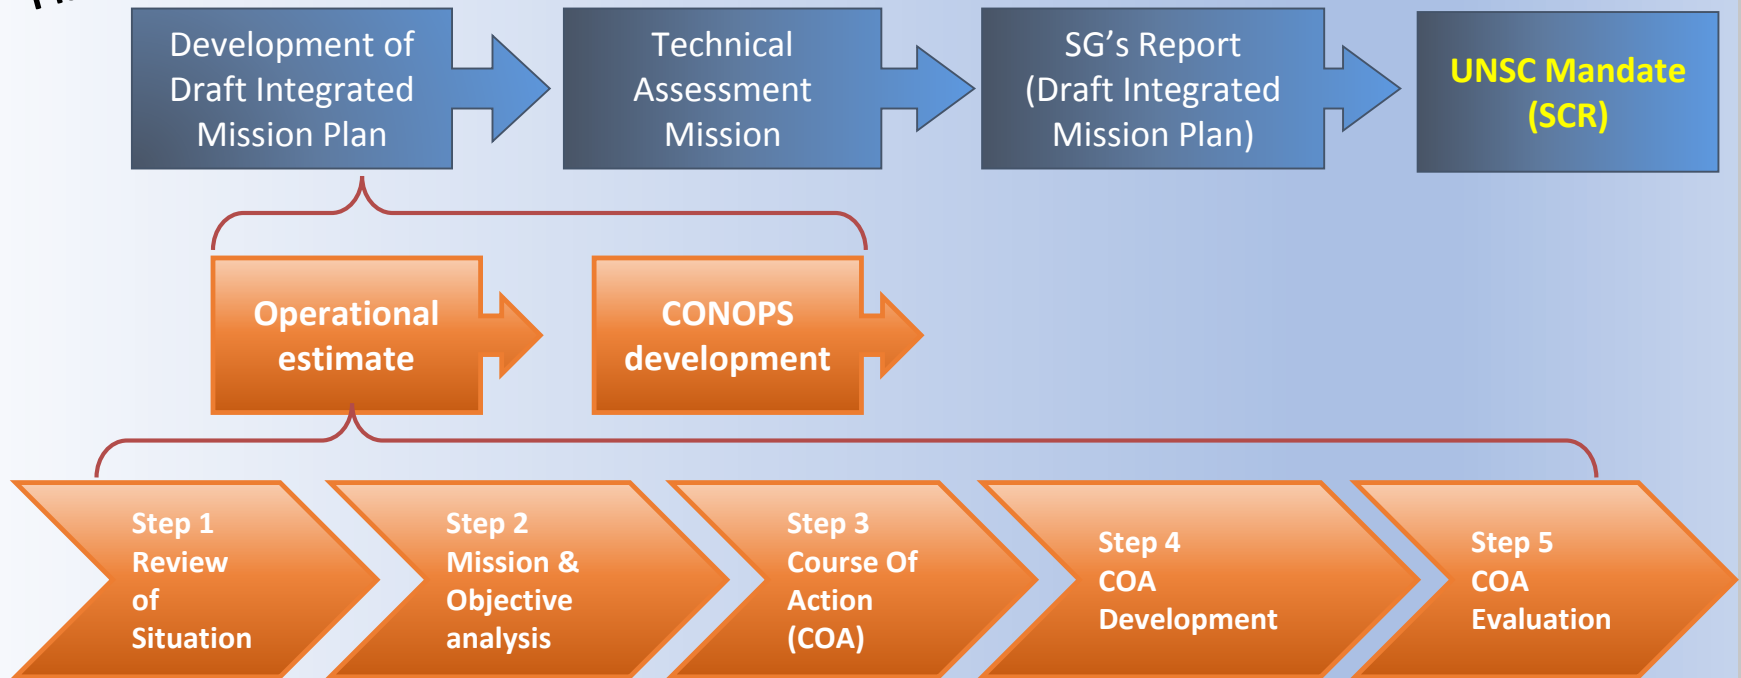 Development of
Draft Integrated
Mission Plan
Technical
Assessment
Mission
SG's Report
(Draft Integrated
Mission Plan)
UNSC Mandate
(SCR)
Operational
estimate
CONOPS
development
Step 1
Review
of
Situation
Step 2
Mission &
Objective
analysis
Step 3
Course Of
Action
(COA)
Step 4
COA
Development
Step 5
COA
Evaluation